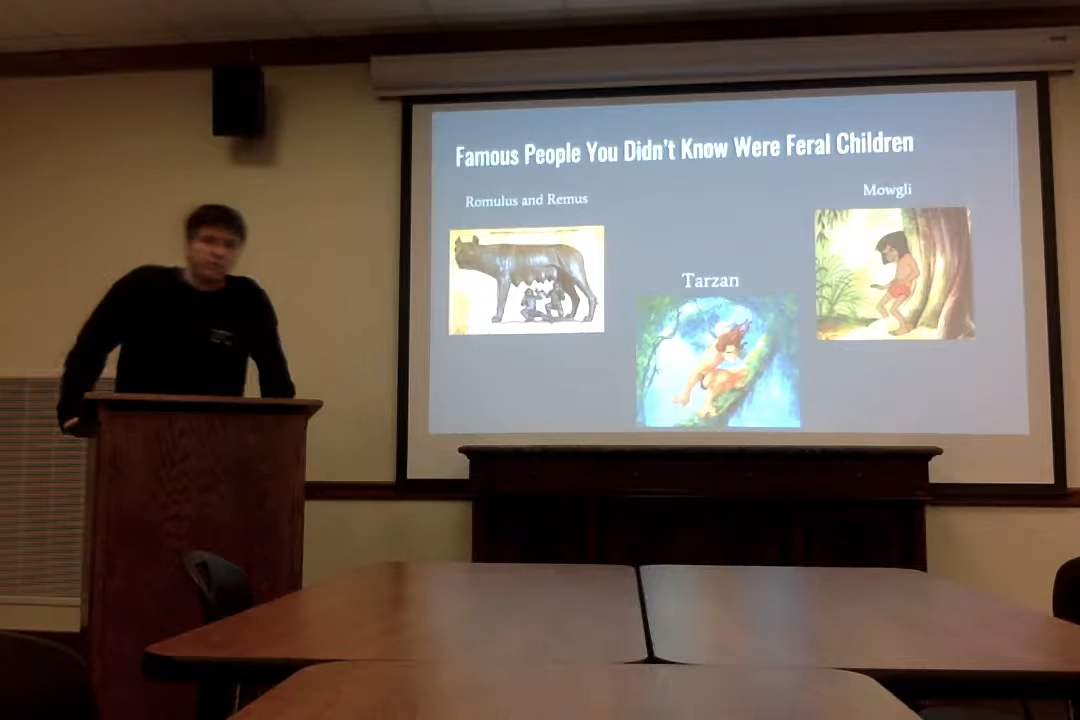 Famous People You Didn't Know Were Feral Children
Romulus and Remus
Mowgli
Tarzan